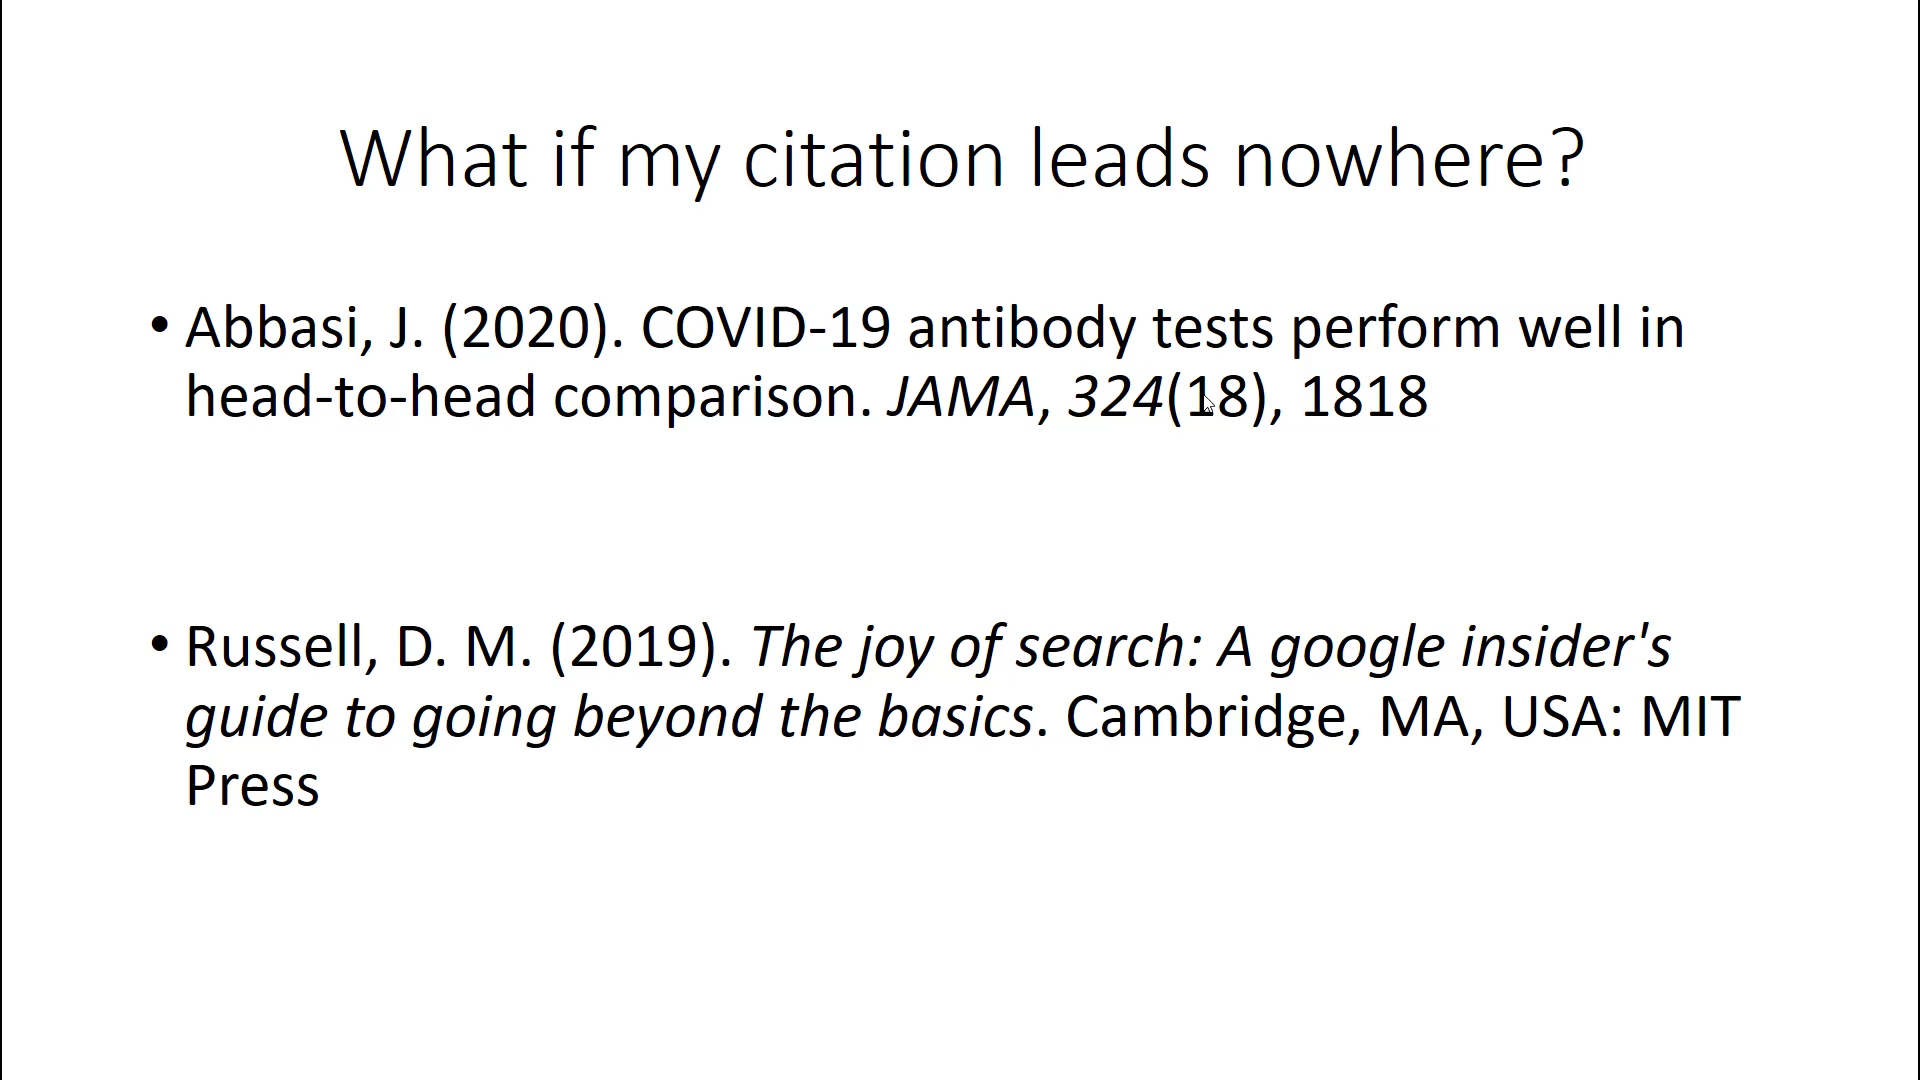 What if my citation leads nowhere?
• Abbasi, J. (2020). COVID-19 antibody tests perform well in
head-to-head comparison. JAMA, 324(18), 1818
• Russell, D. M. (2019). The joy of search: A google insider's
guide to going beyond the basics. Cambridge, MA, USA: MIT
Press